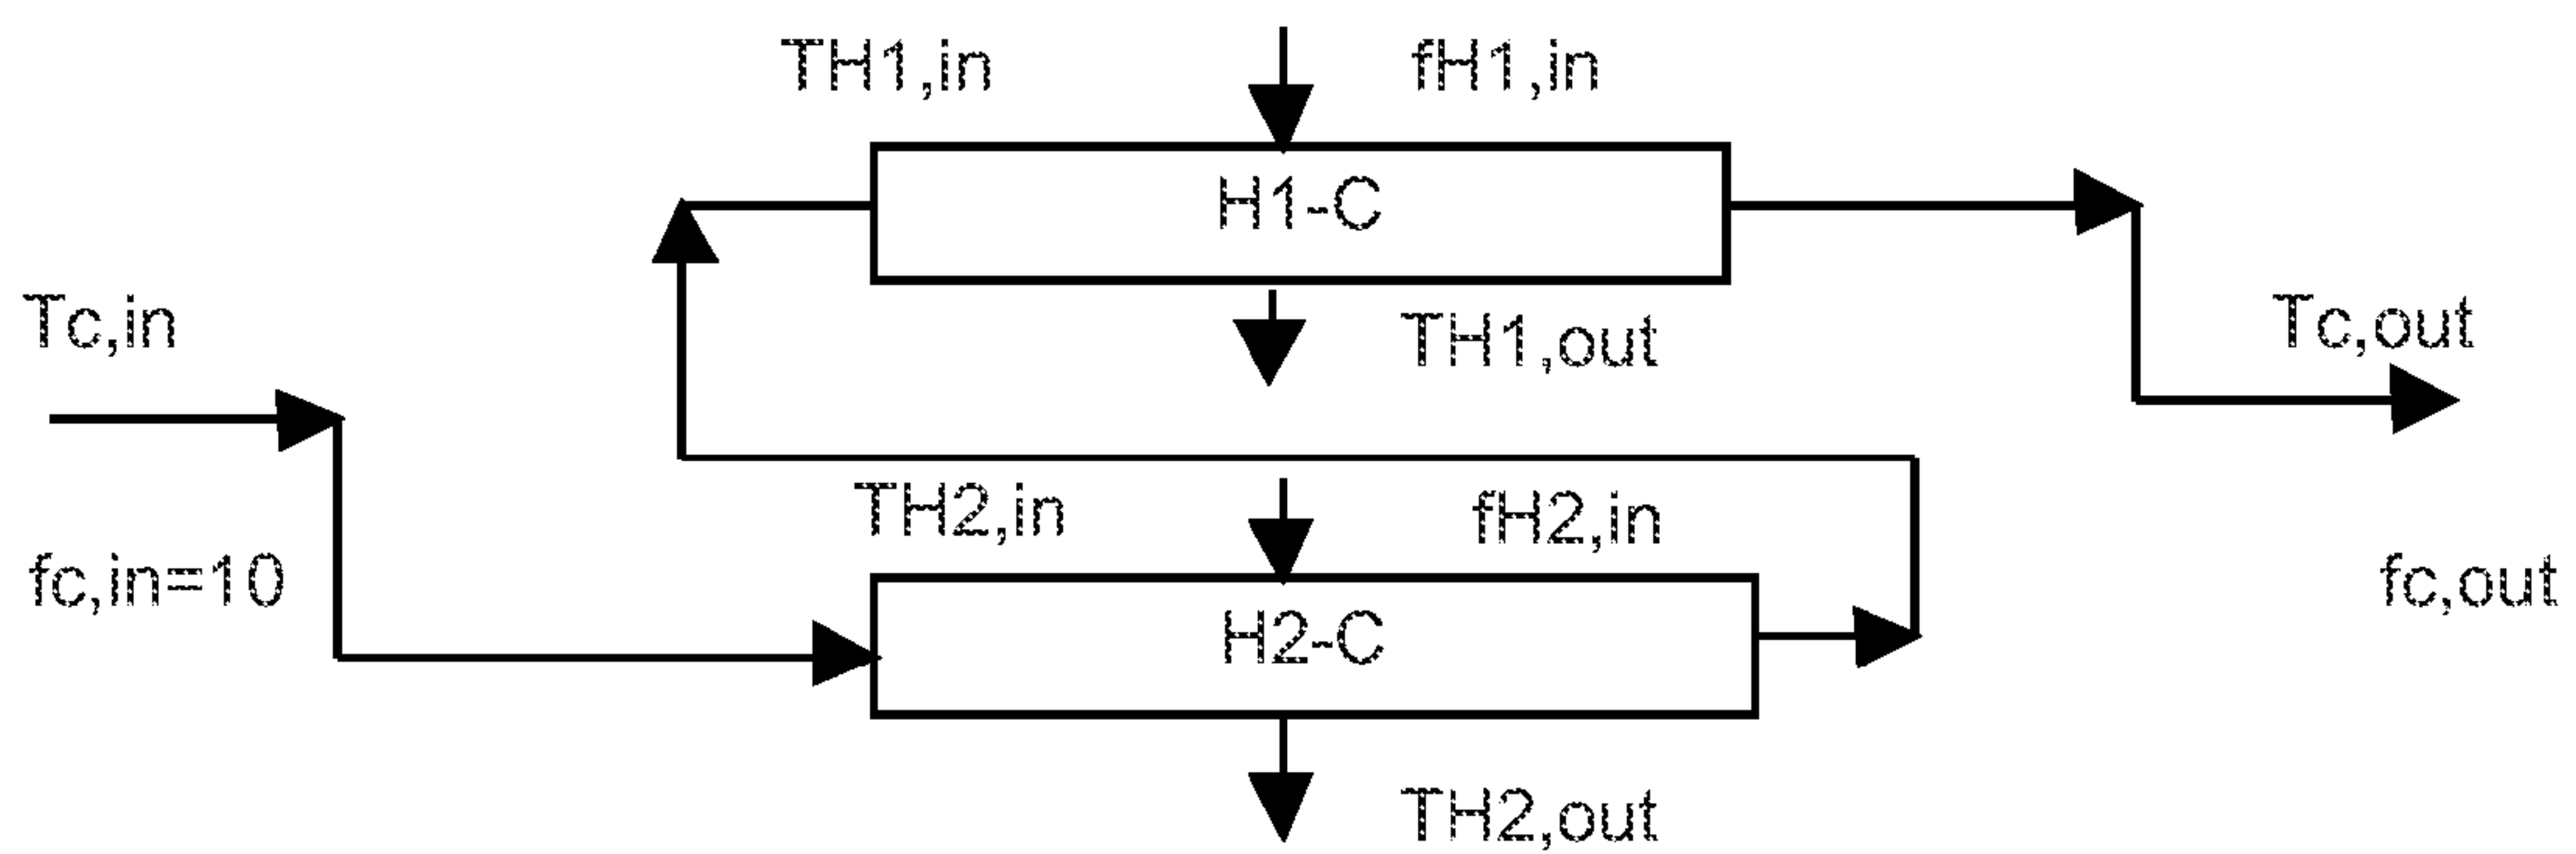 TH1,in
fH1,in
H1-C
Tc,in
TH1,out
Tc,out
TH2,in
fH2,in
fc,in=10
fc,out
H2-C
TH2,out